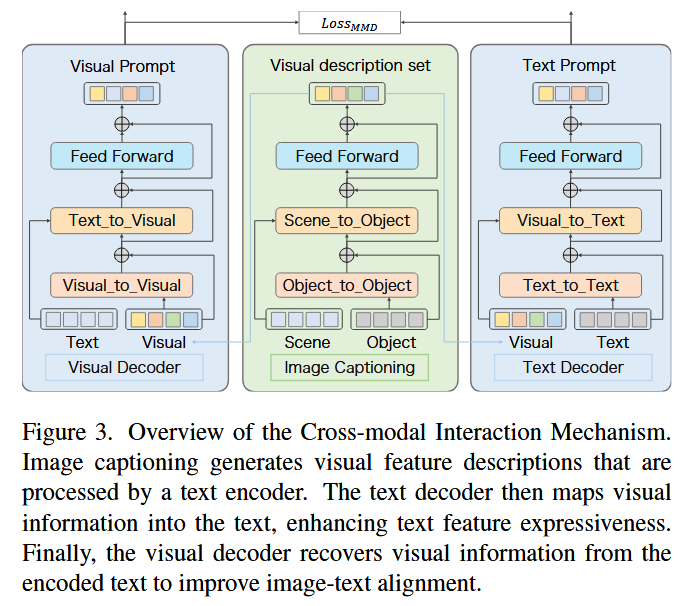 Loss_MMD
Visual Prompt
Feed Forward
Text_to_Visual
Visual_to_Visual
Text Visual
Visual Decoder
Visual description set
Feed Forward
Scene_to_Object
Object_to_Object
Scene Object
Image Captioning
Text Prompt
Feed Forward
Visual_to_Text
Text_to_Text
Visual Text
Text Decoder
Figure 3. Overview of the Cross-modal Interaction Mechanism.
Image captioning generates visual feature descriptions that are
processed by a text encoder. The text decoder then maps visual
information into the text, enhancing text feature expressiveness.
Finally, the visual decoder recovers visual information from the
encoded text to improve image-text alignment.